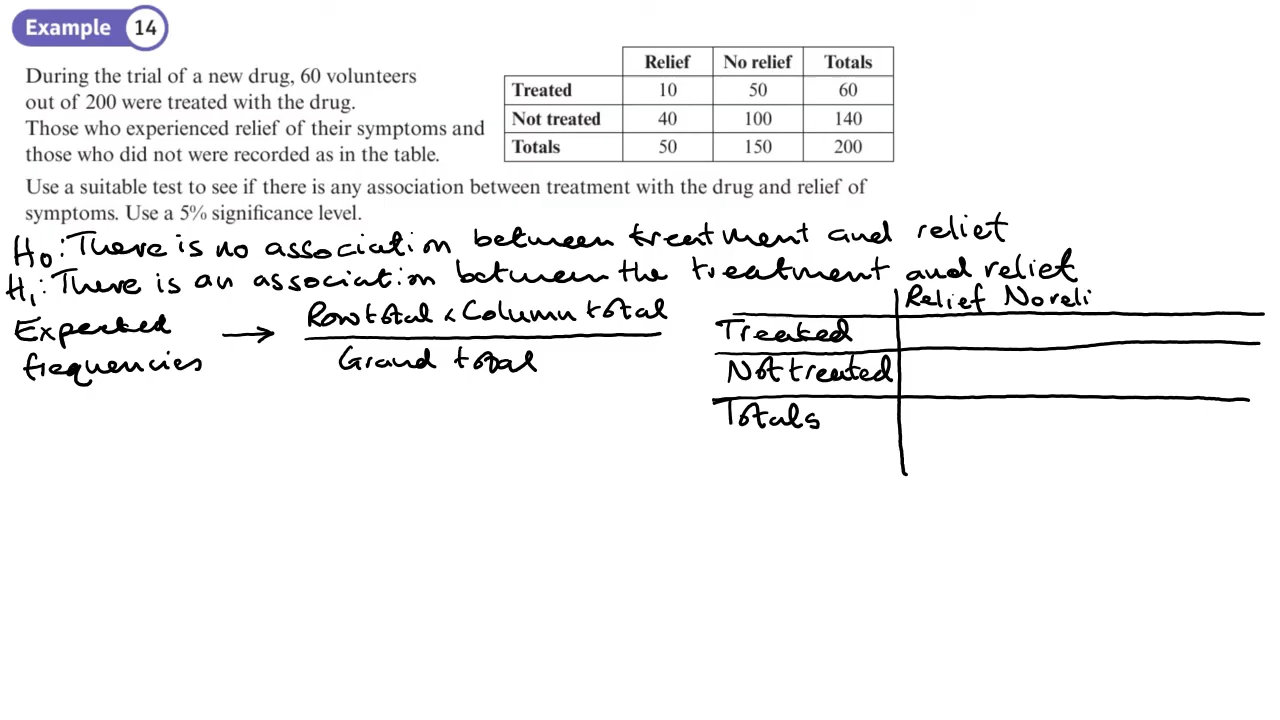 Example 14
During the trial of a new drug, 60 volunteers
out of 200 were treated with the drug.
Those who experienced relief of their symptoms and
those who did not were recorded as in the table.
Relief No relief Totals
Treated 10 50 60
Not treated 40 100 140
Totals 50 150 200
Use a suitable test to see if there is any association between treatment with the drug and relief of
symptoms. Use a 5% significance level.
H₀: There is no association between treatment and relief
H₁: There is an association between the treatment and relief
Expected frequencies → Row total × Column total
Grand total
Relief No reli
Treated
Not treated
Totals